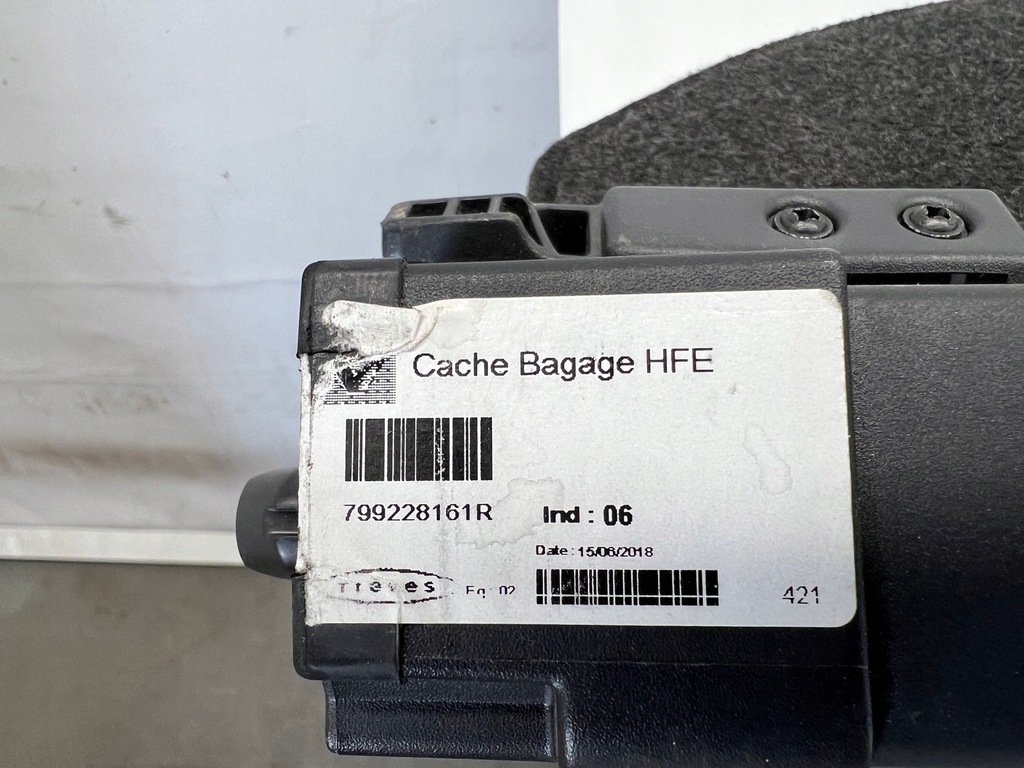 Cache Bagage HFE
799228161R
Ind : 06
Date : 15/06/2018
Treves
Eq : 02
421